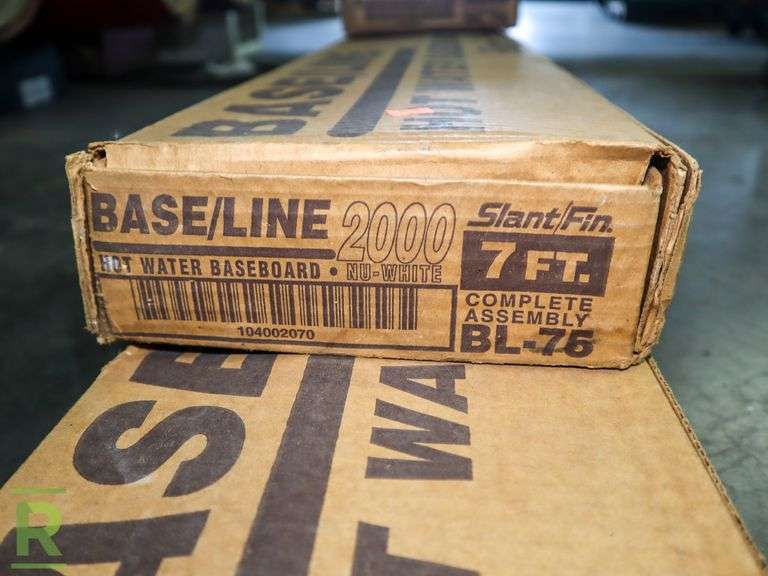 BASELINE
BASE/LINE 2000
HOT WATER BASEBOARD • NU-WHITE
104002070
Slant/Fin.
7 FT.
COMPLETE
ASSEMBLY
BL-75
ASE
T WA
R